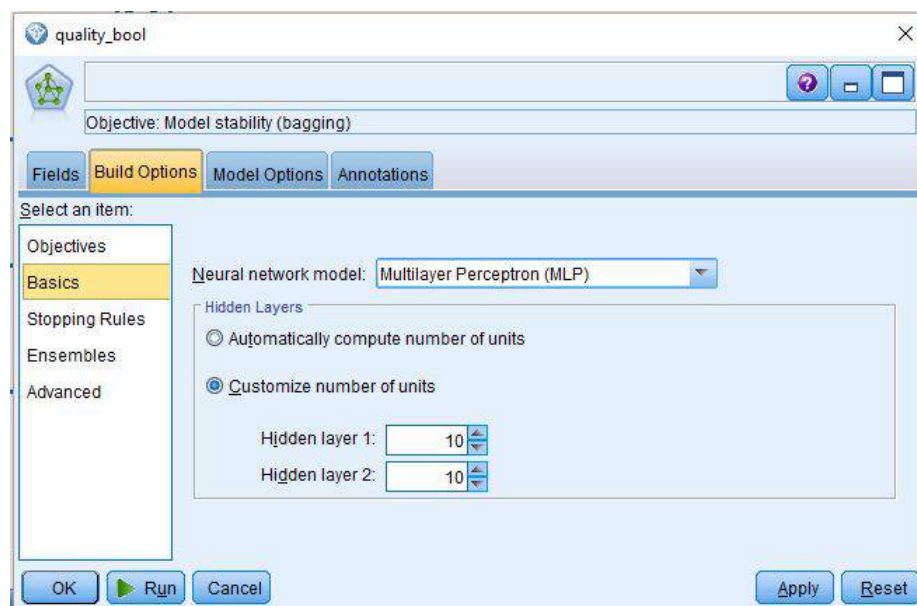 quality_bool
Objective: Model stability (bagging)
Fields Build Options Model Options Annotations
Select an item:
Objectives
Basics
Stopping Rules
Ensembles
Advanced
Neural network model: Multilayer Perceptron (MLP)
Hidden Layers
Automatically compute number of units
Customize number of units
Hidden layer 1: 10
Hidden layer 2: 10
OK Run Cancel Apply Reset